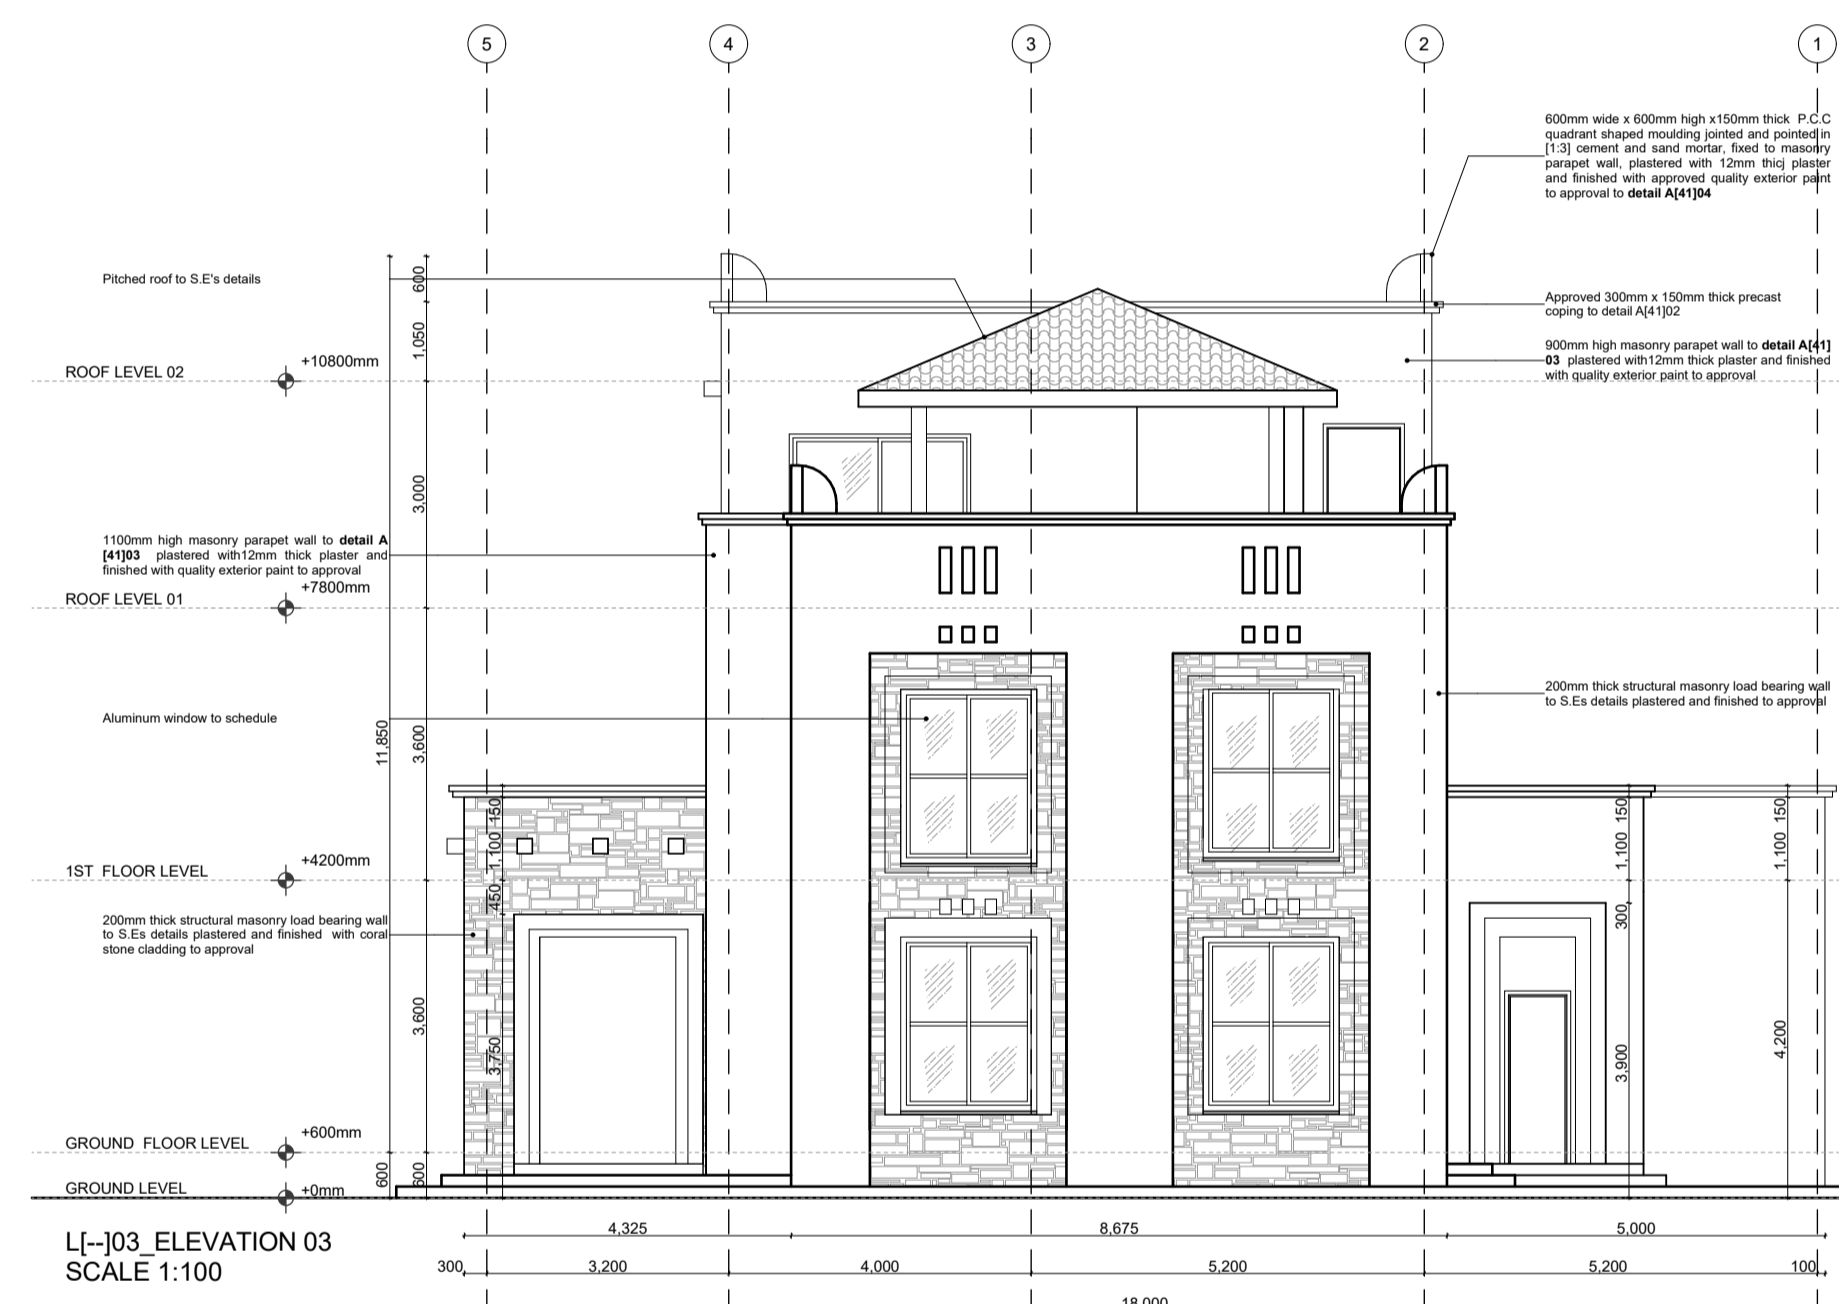 5
4
3
2
1
600mm wide x 600mm high x150mm thick P.C.C
quadrant shaped moulding jointed and pointed in
[1:3] cement and sand mortar, fixed to masonry
parapet wall, plastered with 12mm thicj plaster
and finished with approved quality exterior paint
to approval to detail A[41]04
Pitched roof to S.E's details
600
Approved 300mm x 150mm thick precast
coping to detail A[41]02
1,050
900mm high masonry parapet wall to detail A[41]
03 plastered with12mm thick plaster and finished
with quality exterior paint to approval
ROOF LEVEL 02
+10800mm
3,000
1100mm high masonry parapet wall to detail A
[41]03 plastered with12mm thick plaster and
finished with quality exterior paint to approval
ROOF LEVEL 01
+7800mm
200mm thick structural masonry load bearing wall
to S.Es details plastered and finished to approval
Aluminum window to schedule
11,850
3,600
150
150
150
1,100
1,100
1,100
1ST FLOOR LEVEL
+4200mm
450
300
200mm thick structural masonry load bearing wall
to S.Es details plastered and finished with coral
stone cladding to approval
3,600
3,750
3,900
4,200
GROUND FLOOR LEVEL
+600mm
600
600
GROUND LEVEL
+0mm
L[--]03_ELEVATION 03
SCALE 1:100
4,325
8,675
5,000
300
3,200
4,000
5,200
5,200
100
18,000